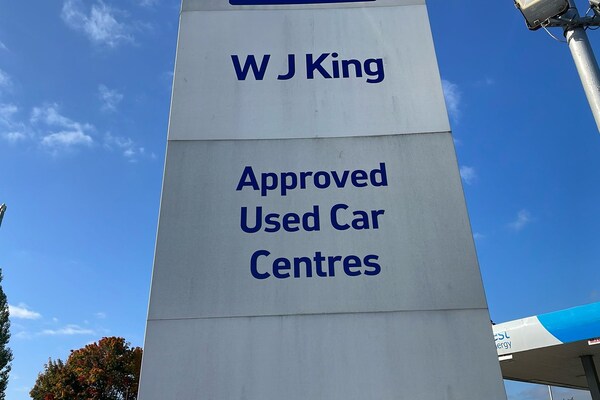 W J King
Approved
Used Car
Centres